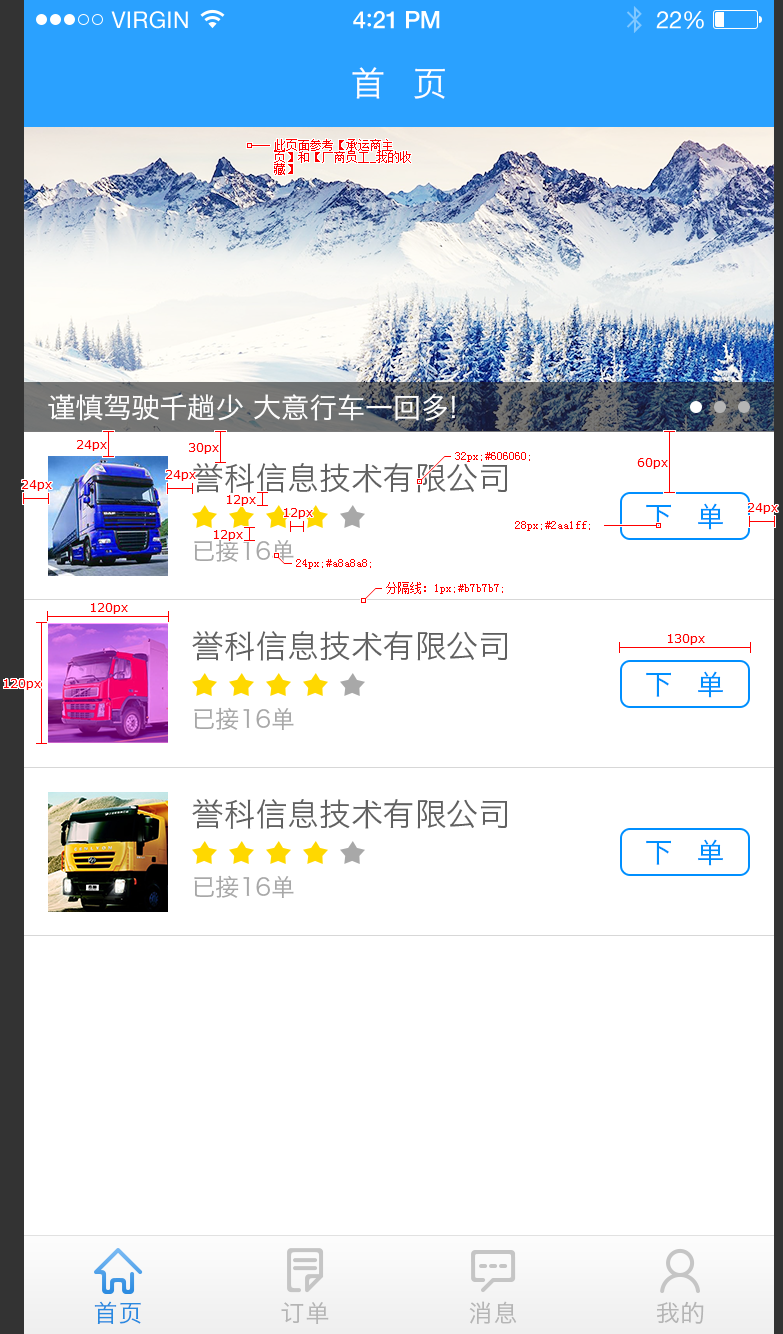 VIRGIN 4:21 PM 22%
首 页
此页面参考【承运商主
页】和【厂商员工_我的收
藏】
谨慎驾驶千趟少 大意行车一回多!
24px 30px 32px;#606060; 60px
24px 24px 誉科信息技术有限公司
12px 12px 24px
28px;#2aa1ff; 下 单
12px 已接16单
24px;#a8a8a8;
分隔线: 1px;#b7b7b7;
120px
誉科信息技术有限公司 130px
120px 下 单
已接16单
誉科信息技术有限公司
下 单
已接16单
首页 订单 消息 我的